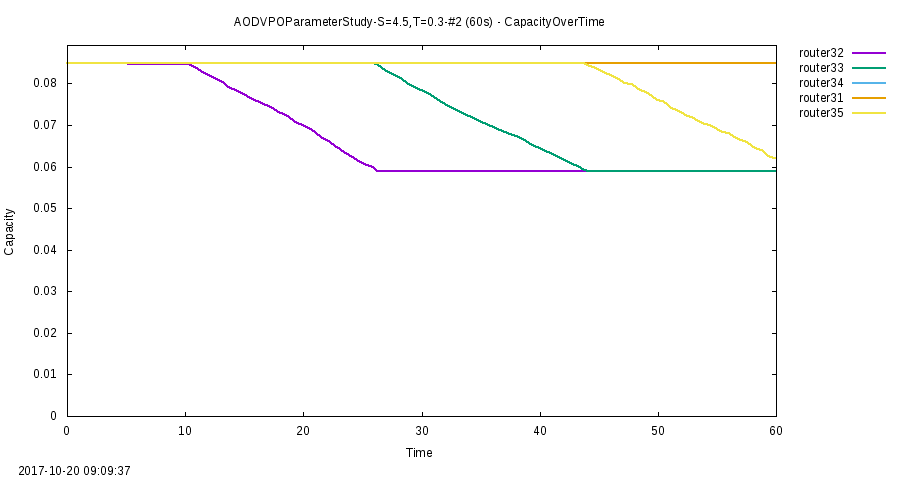 AODVPOParameterStudy-S=4.5,T=0.3-#2 (60s) - CapacityOverTime
router32
router33
router34
router31
router35
0.08
0.07
0.06
0.05
0.04
0.03
0.02
0.01
0
Capacity
0 10 20 30 40 50 60
Time
2017-10-20 09:09:37